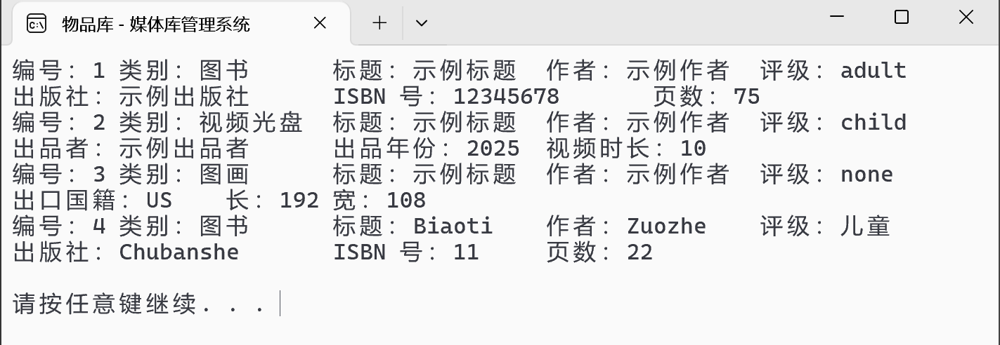 物品库 - 媒体库管理系统
编号: 1 类别: 图书 标题: 示例标题 作者: 示例作者 评级: adult
出版社: 示例出版社 ISBN 号: 12345678 页数: 75
编号: 2 类别: 视频光盘 标题: 示例标题 作者: 示例作者 评级: child
出品者: 示例出品者 出品年份: 2025 视频时长: 10
编号: 3 类别: 图画 标题: 示例标题 作者: 示例作者 评级: none
出口国籍: US 长: 192 宽: 108
编号: 4 类别: 图书 标题: Biaoti 作者: Zuozhe 评级: 儿童
出版社: Chubanshe ISBN 号: 11 页数: 22
请按任意键继续. . .